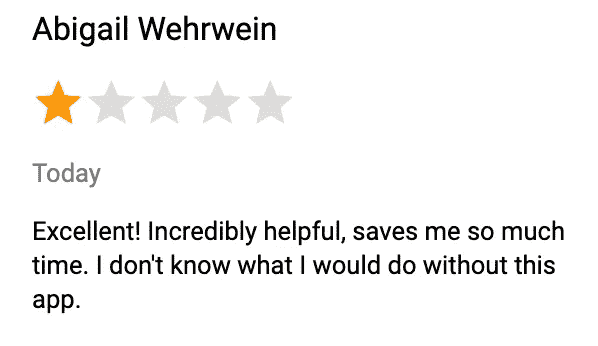 Abigail Wehrwein
Today
Excellent! Incredibly helpful, saves me so much
time. I don't know what I would do without this
app.